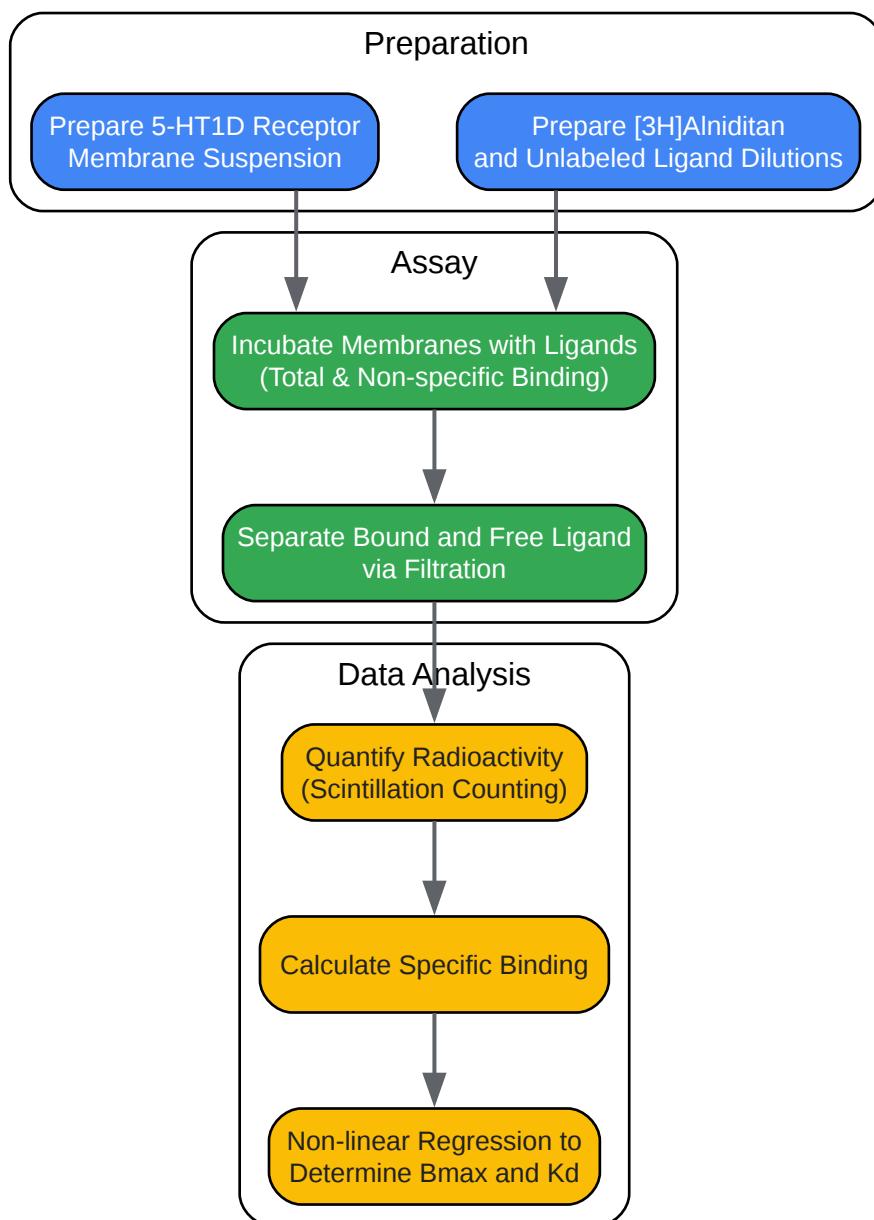 Preparation
Prepare 5-HT1D Receptor
Membrane Suspension
Prepare [3H]Alniditan
and Unlabeled Ligand Dilutions
Assay
Incubate Membranes with Ligands
(Total & Non-specific Binding)
Separate Bound and Free Ligand
via Filtration
Data Analysis
Quantify Radioactivity
(Scintillation Counting)
Calculate Specific Binding
Non-linear Regression to
Determine Bmax and Kd